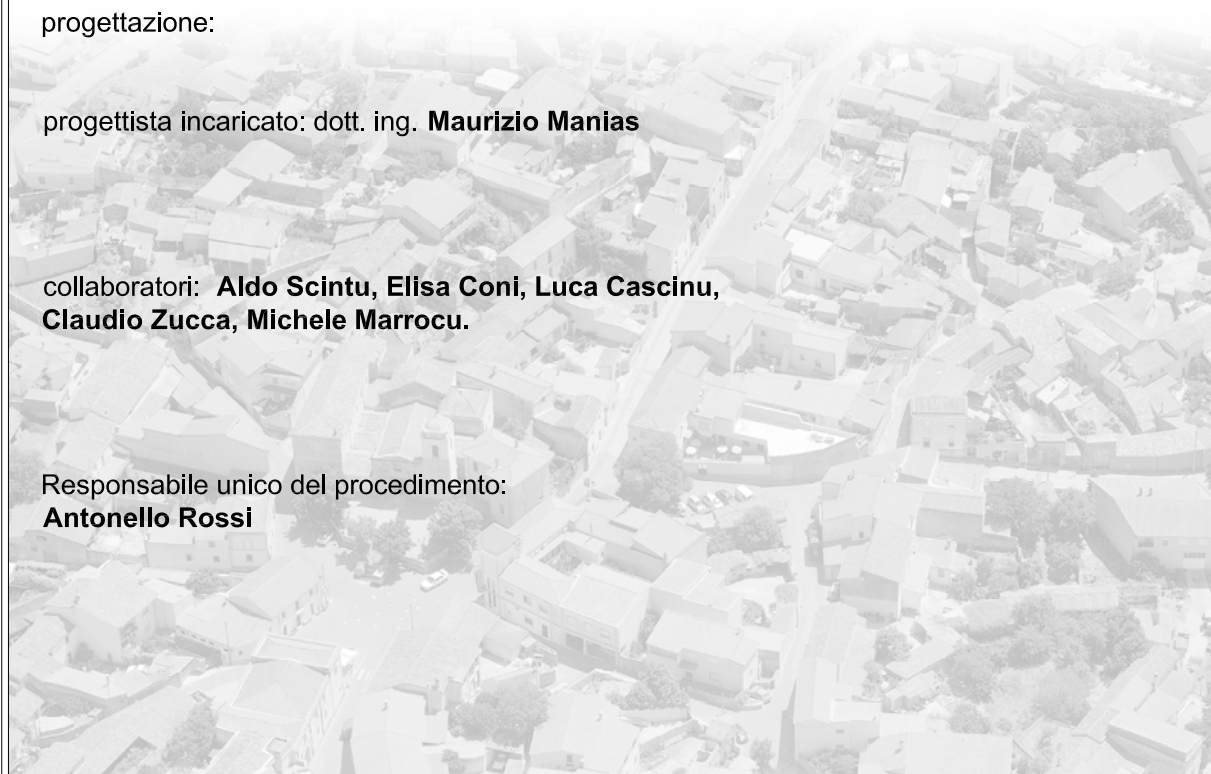 progettazione:
progettista incaricato: dott. ing. Maurizio Manias
collaboratori: Aldo Scintu, Elisa Coni, Luca Cascinu,
Claudio Zucca, Michele Marrocu.
Responsabile unico del procedimento:
Antonello Rossi